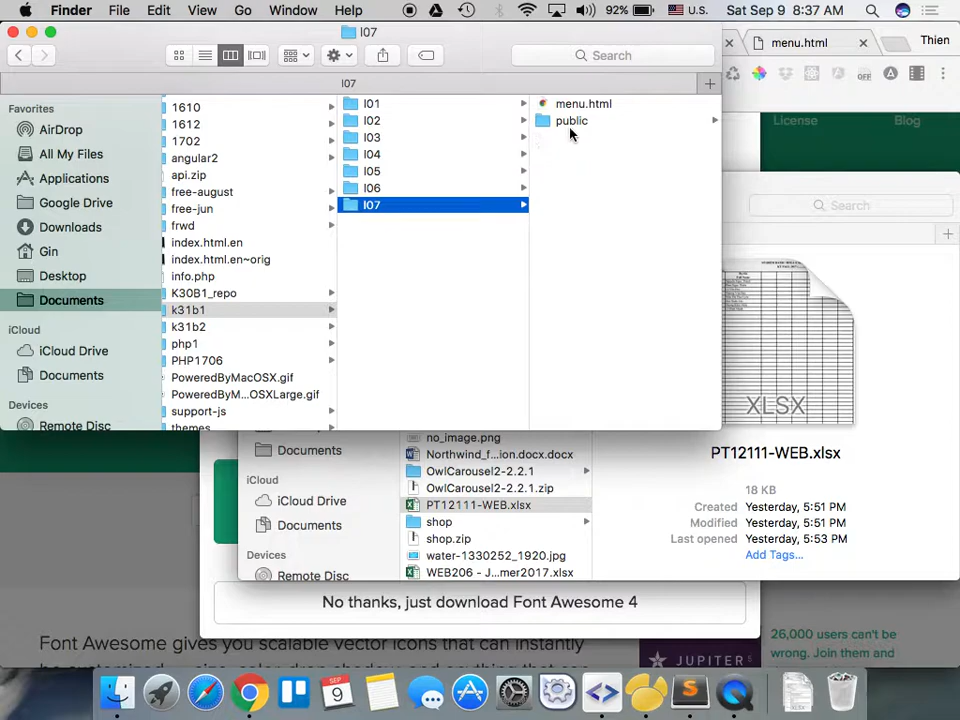 Finder File Edit View Go Window Help 92% U.S. Sat Sep 9 8:37 AM
l07
menu.html
Thien
Search
l07
OFF
Favorites
AirDrop
All My Files
Applications
Google Drive
Downloads
Gin
Desktop
Documents
iCloud
iCloud Drive
Documents
Devices
Remote Disc
1610
1612
1702
angular2
api.zip
free-august
free-jun
frwd
index.html.en
index.html.en~orig
info.php
K30B1_repo
k31b1
k31b2
php1
PHP1706
PoweredByMacOSX.gif
PoweredByM...OSXLarge.gif
support-js
themes
l01
l02
l03
l04
l05
l06
l07
menu.html
public
License Blog
Search
XLSX
PT12111-WEB.xlsx
18 KB
Created Yesterday, 5:51 PM
Modified Yesterday, 5:51 PM
Last opened Yesterday, 5:53 PM
Add Tags...
Documents
iCloud
iCloud Drive
Documents
Devices
Remote Disc
no_image.png
Northwind_f...ion.docx.docx
OwlCarousel2-2.2.1
OwlCarousel2-2.2.1.zip
PT12111-WEB.xlsx
shop
shop.zip
water-1330252_1920.jpg
WEB206 - J...mer2017.xlsx
No thanks, just download Font Awesome 4
Font Awesome gives you scalable vector icons that can instantly
26,000 users can't be
wrong. Join them and
JUPITER
SEP
9